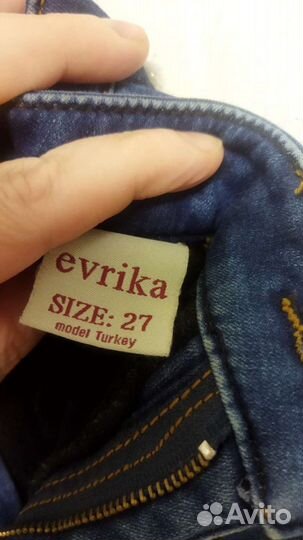 evrika
SIZE: 27
model Turkey
Avito